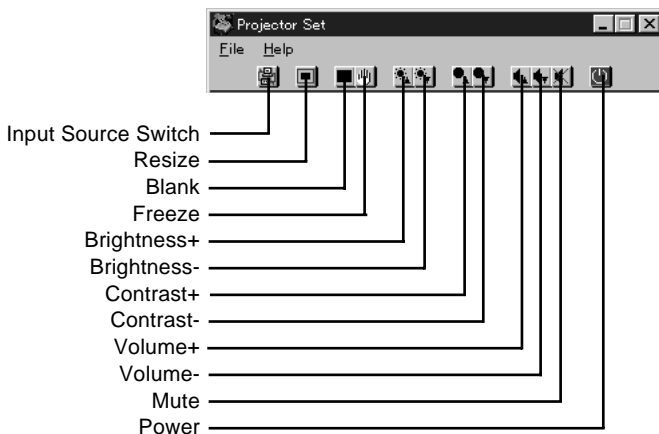 Projector Set
File Help
Input Source Switch
Resize
Blank
Freeze
Brightness+
Brightness-
Contrast+
Contrast-
Volume+
Volume-
Mute
Power